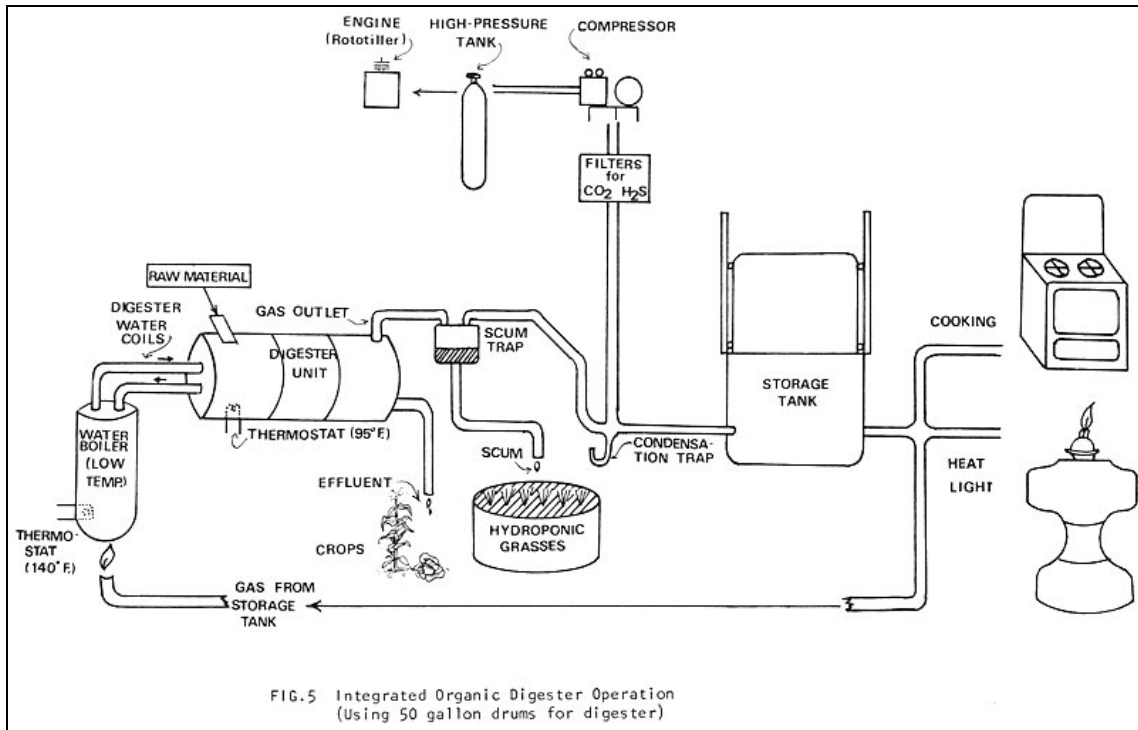 ENGINE
(Rototiller)
HIGH-PRESSURE
TANK
COMPRESSOR
FILTERS
for
CO2 H2S
RAW MATERIAL
DIGESTER
WATER
COILS
GAS OUTLET
SCUM
TRAP
DIGESTER
UNIT
COOKING
STORAGE
TANK
WATER
BOILER
(LOW
TEMP.)
THERMOSTAT (95°F.)
SCUM
CONDENSA-
TION TRAP
HEAT
LIGHT
EFFLUENT
HYDROPONIC
GRASSES
CROPS
THERMO-
STAT
(140°F.)
GAS FROM
STORAGE
TANK
FIG.5 Integrated Organic Digester Operation
(Using 50 gallon drums for digester)